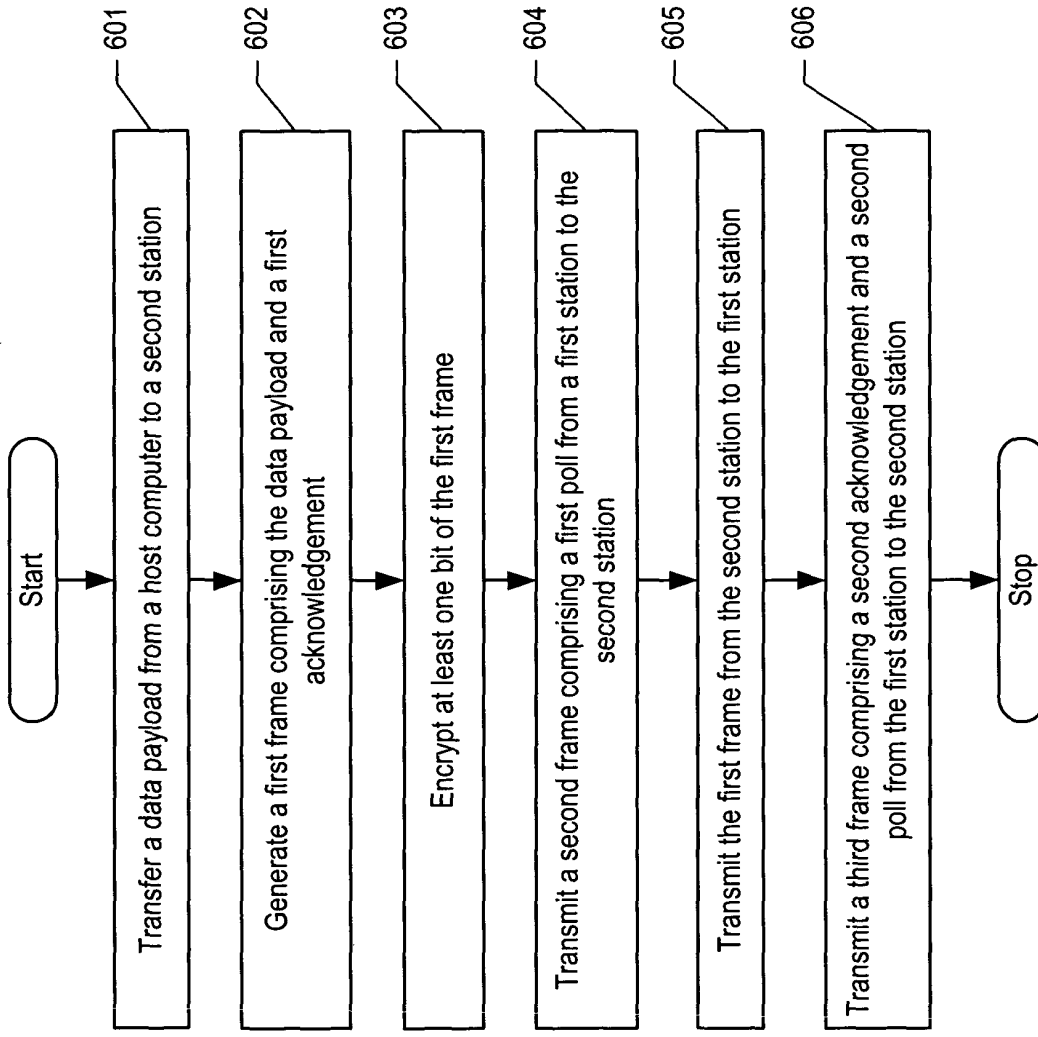 Start
601
Transfer a data payload from a host computer to a second station
602
Generate a first frame comprising the data payload and a first
acknowledgement
603
Encrypt at least one bit of the first frame
604
Transmit a second frame comprising a first poll from a first station to the
second station
605
Transmit the first frame from the second station to the first station
606
Transmit a third frame comprising a second acknowledgement and a second
poll from the first station to the second station
Stop